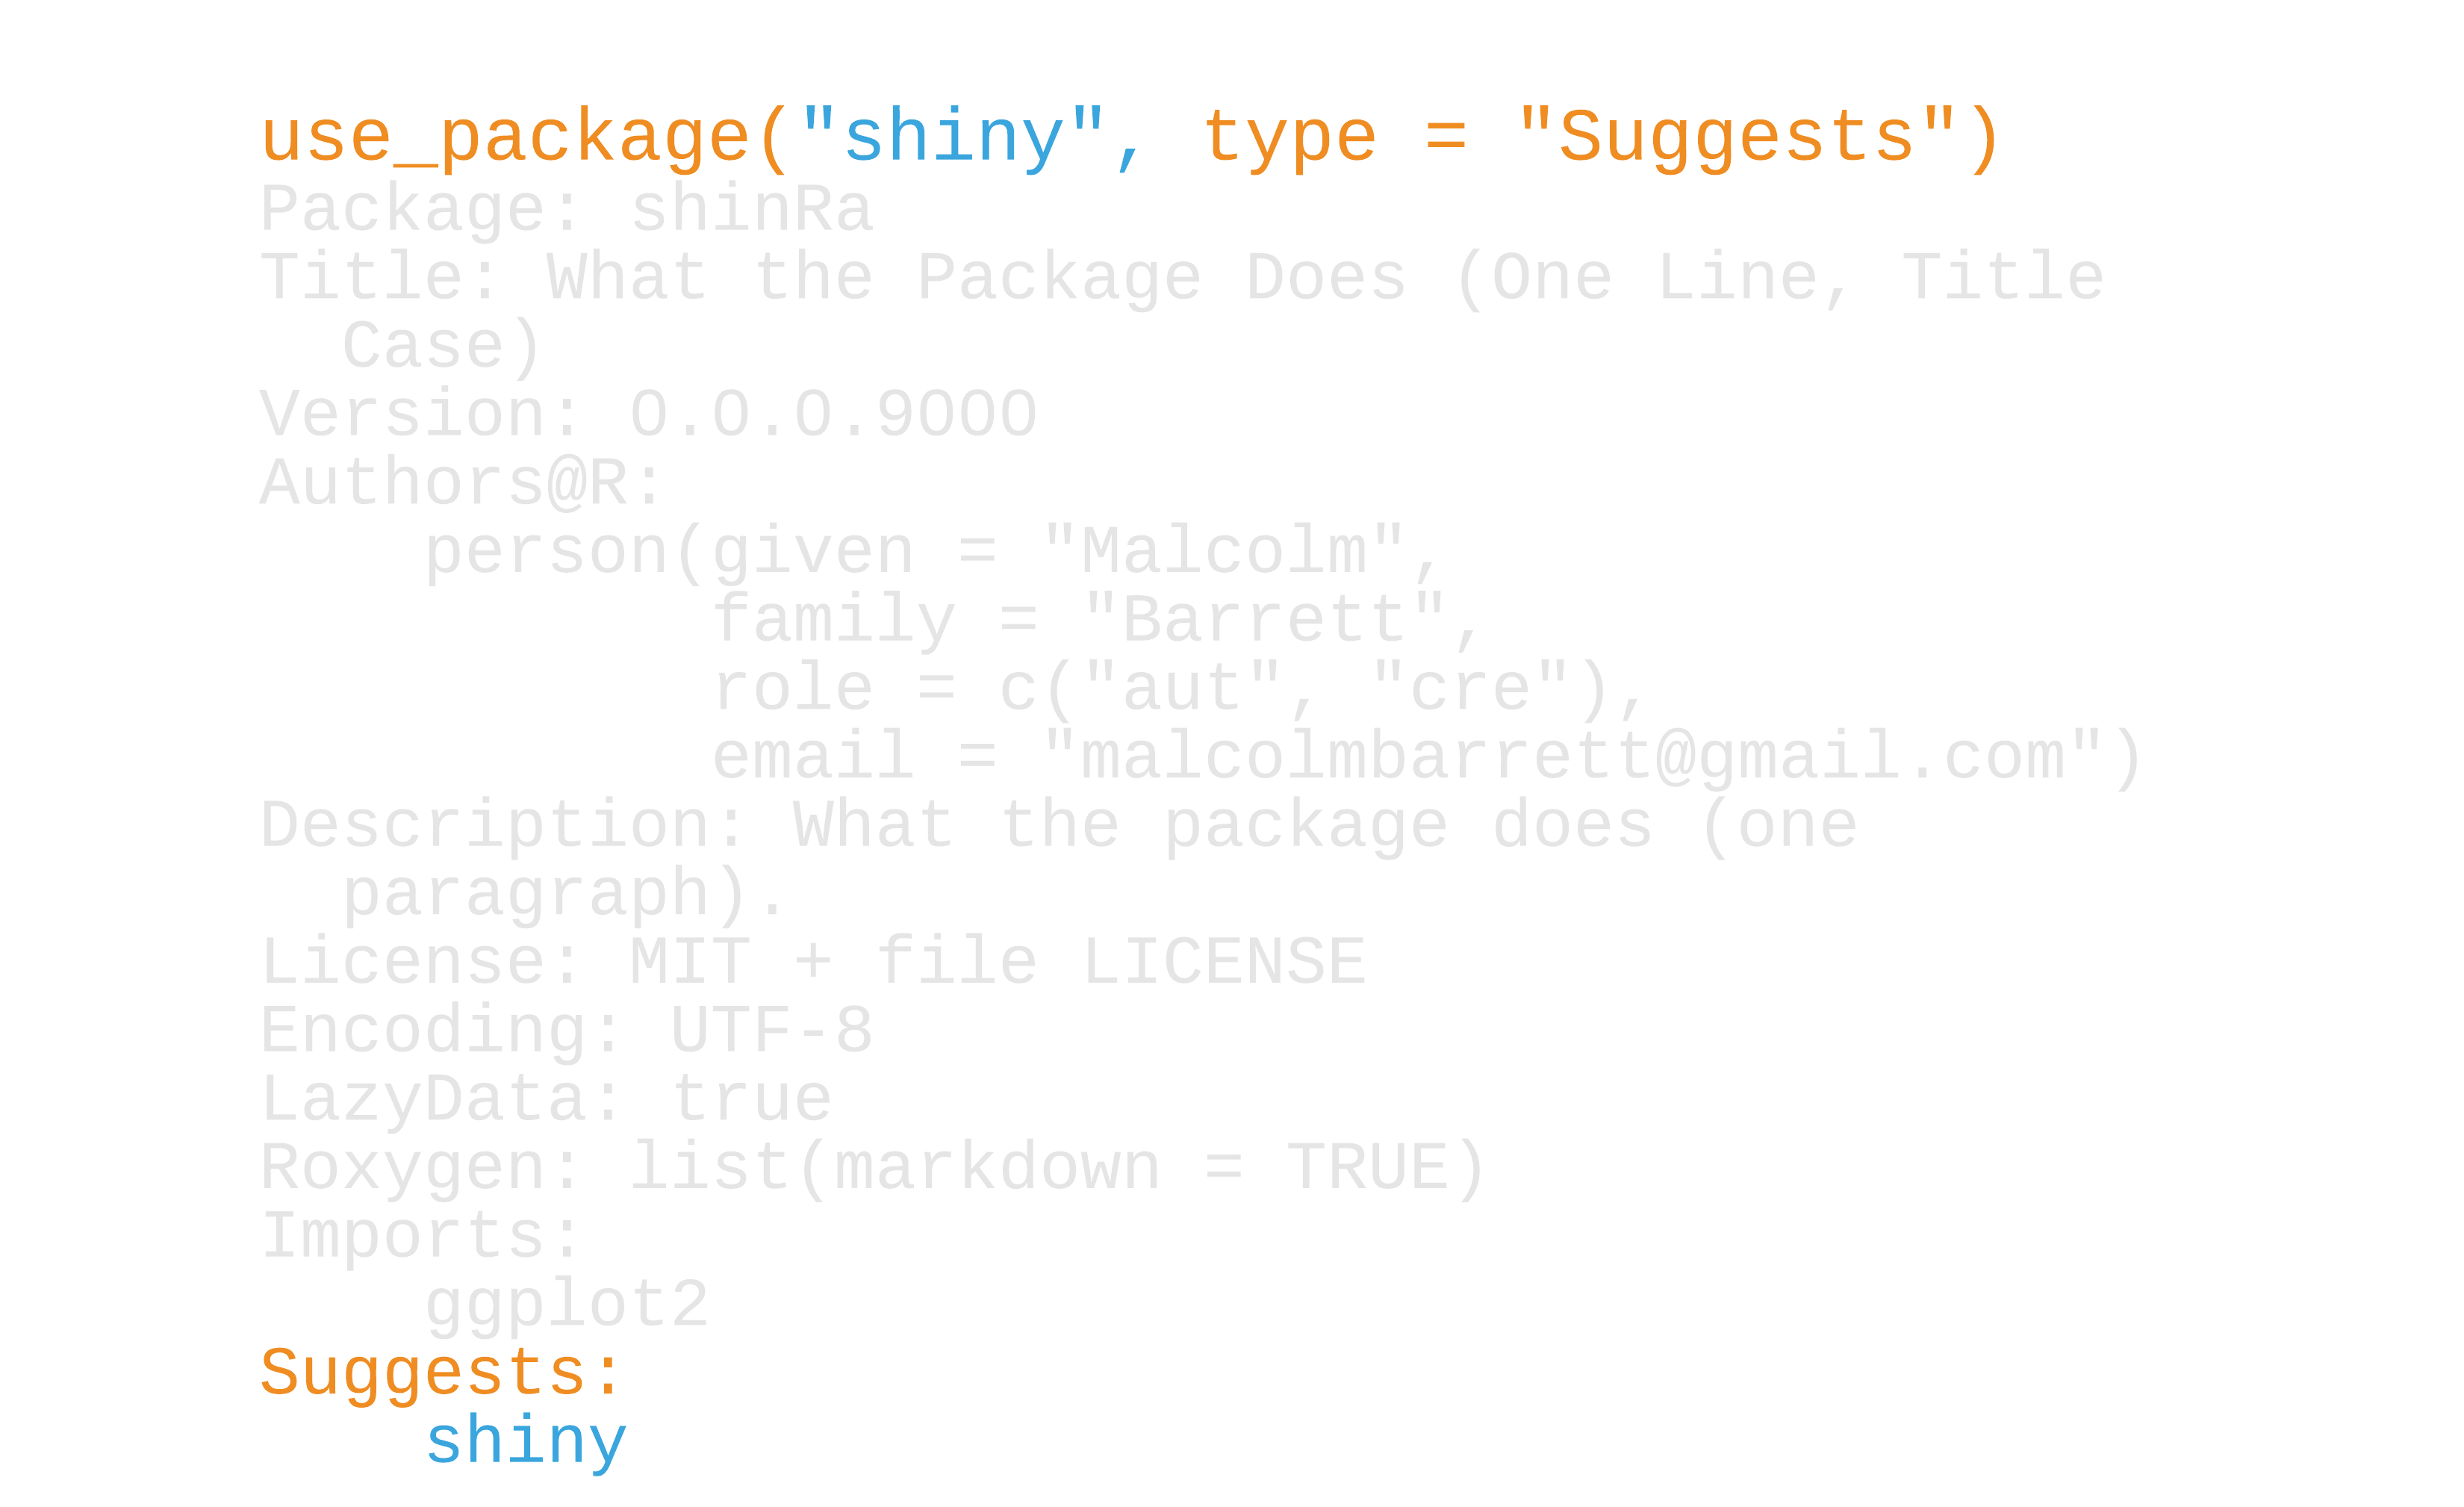 use_package("shiny", type = "Suggests")
Package: shinRa
Title: What the Package Does (One Line, Title
  Case)
Version: 0.0.0.9000
Authors@R:
    person(given = "Malcolm",
           family = "Barrett",
           role = c("aut", "cre"),
           email = "malcolmbarrett@gmail.com")
Description: What the package does (one
  paragraph).
License: MIT + file LICENSE
Encoding: UTF-8
LazyData: true
Roxygen: list(markdown = TRUE)
Imports:
    ggplot2
Suggests:
    shiny